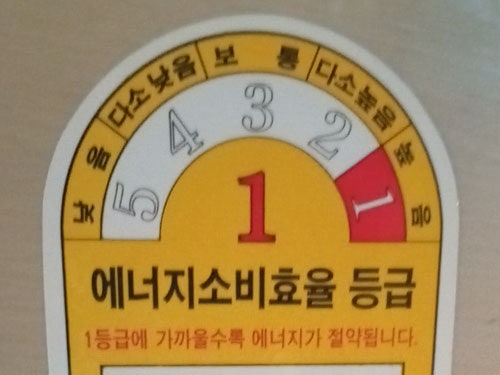 낮음 다소낮음 보통 다소높음 높음
5 4 3 2 1
1
에너지소비효율 등급
1등급에 가까울수록 에너지가 절약됩니다.